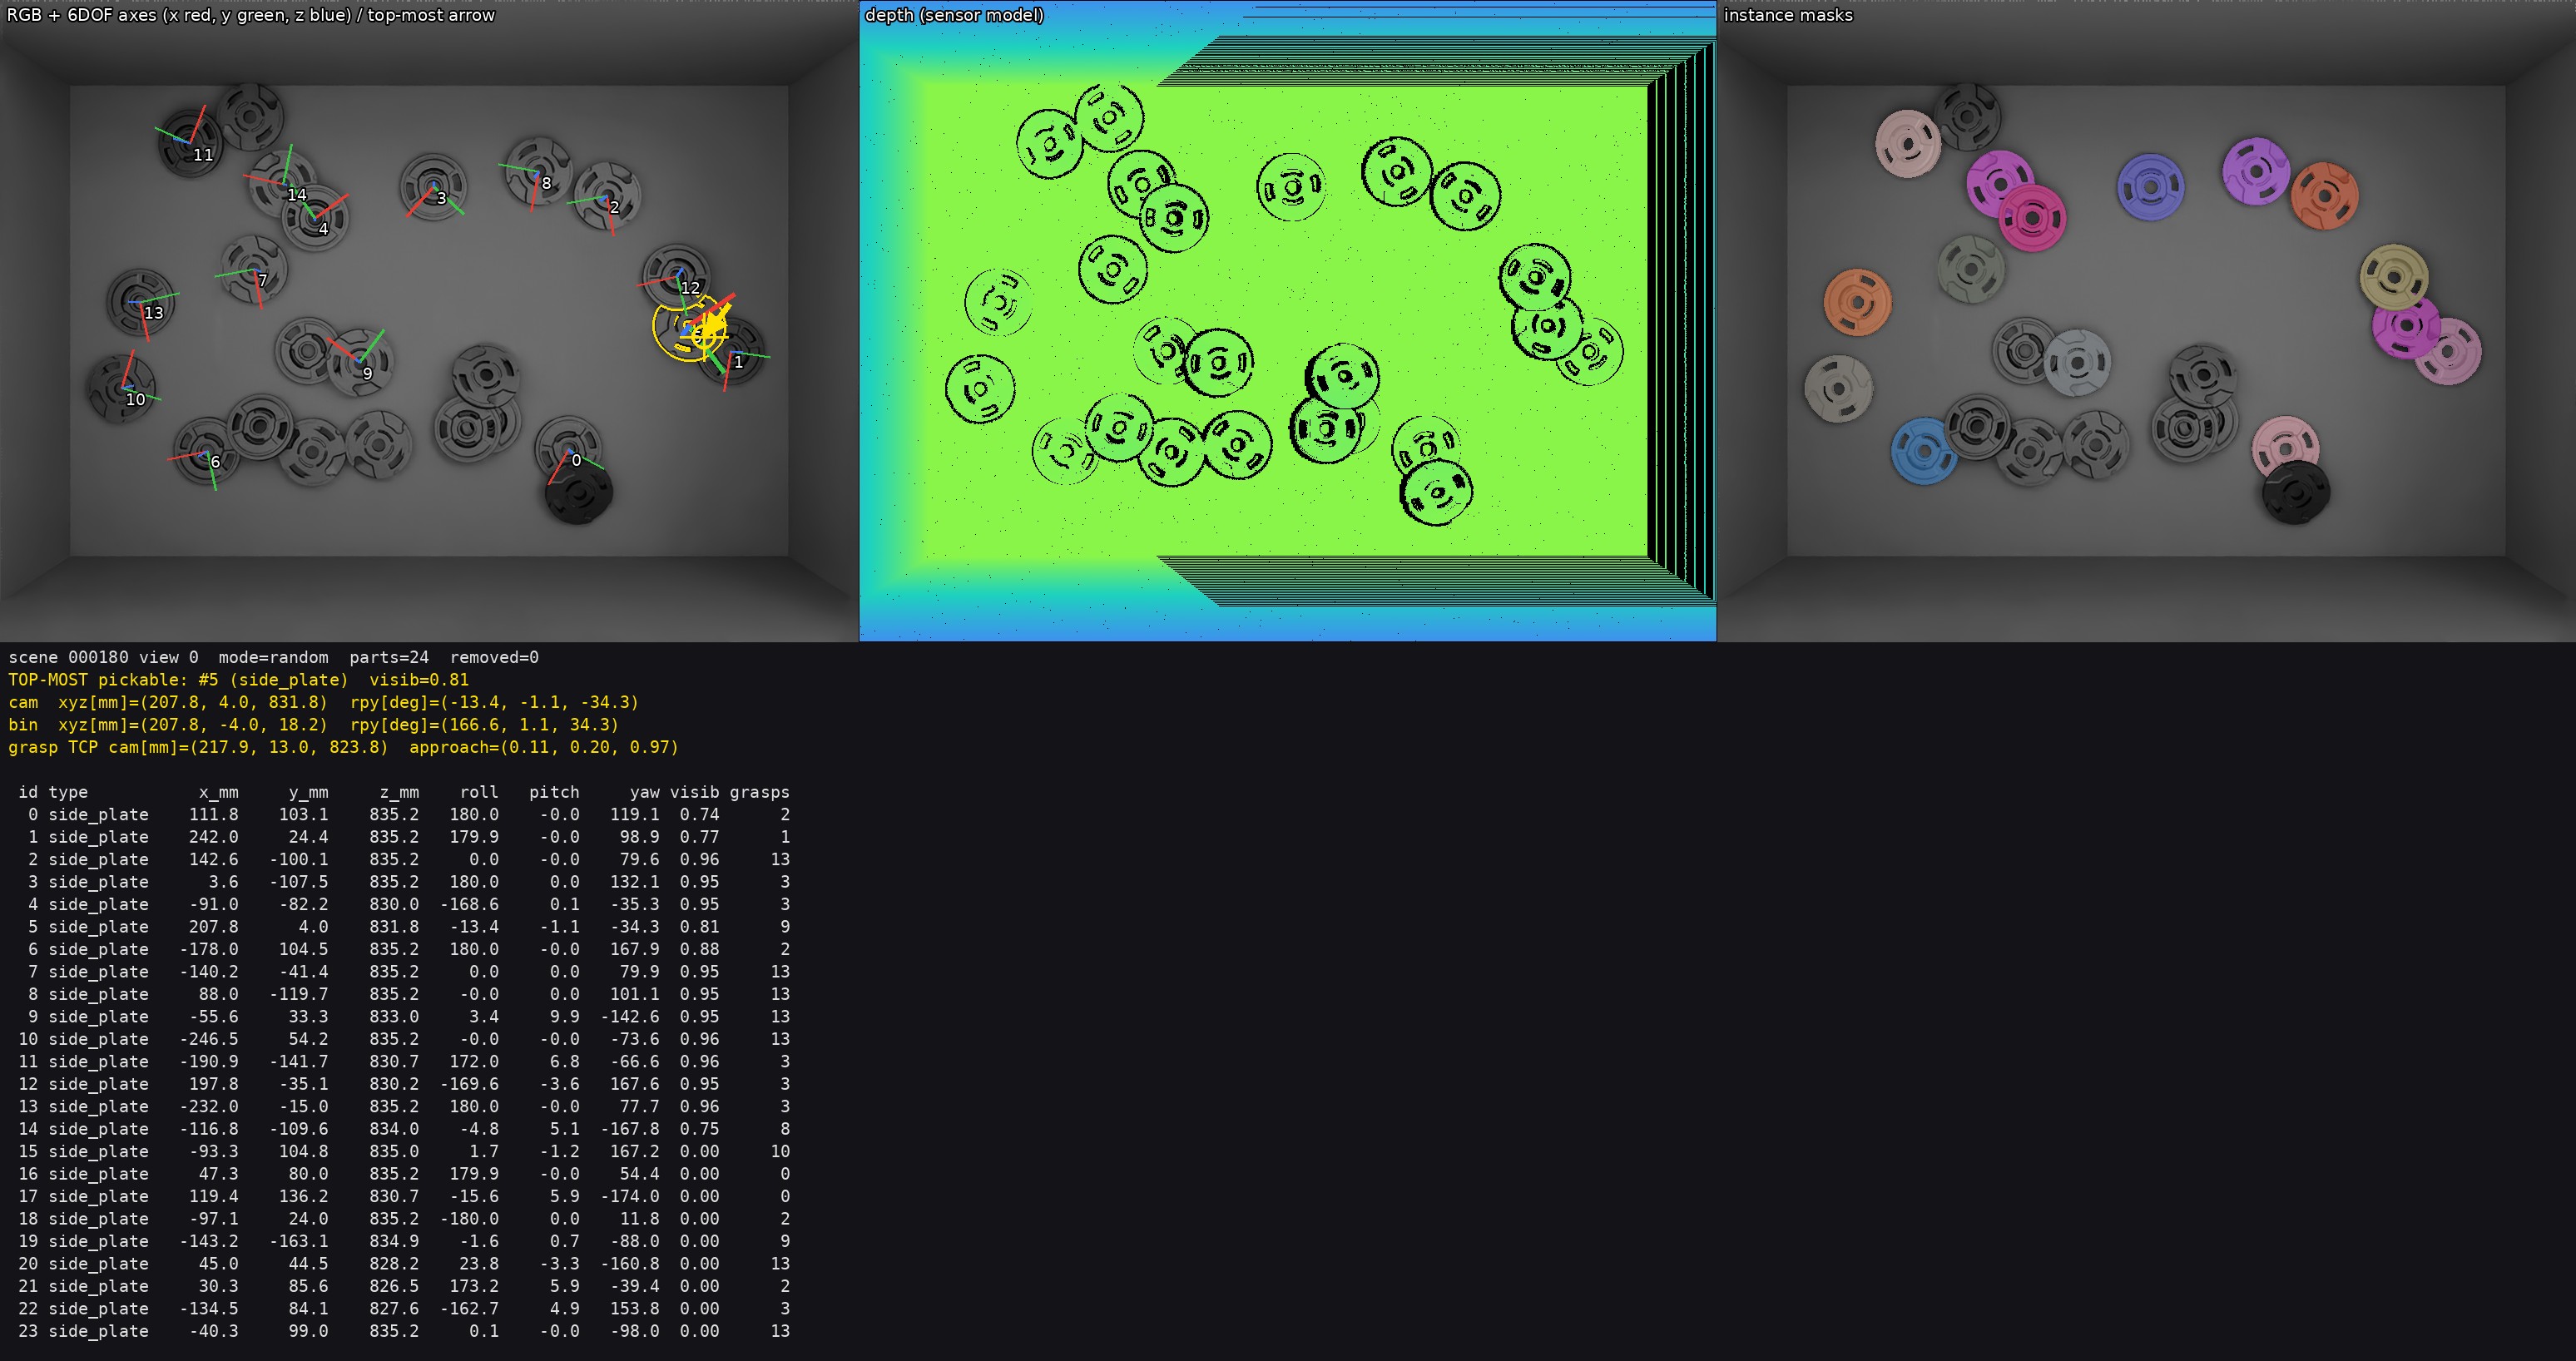 RGB + 6DOF axes (x red, y green, z blue) / top-most arrow
depth (sensor model)
instance masks
11
14
4
3
8
2
7
12
13
1
9
10
6
0
scene 000180 view 0  mode=random  parts=24  removed=0
TOP-MOST pickable: #5 (side_plate)  visib=0.81
cam  xyz[mm]=(207.8, 4.0, 831.8)  rpy[deg]=(-13.4, -1.1, -34.3)
bin  xyz[mm]=(207.8, -4.0, 18.2)  rpy[deg]=(166.6, 1.1, 34.3)
grasp TCP cam[mm]=(217.9, 13.0, 823.8)  approach=(0.11, 0.20, 0.97)
id type x_mm y_mm z_mm roll pitch yaw visib grasps
0 side_plate 111.8 103.1 835.2 180.0 -0.0 119.1 0.74 2
1 side_plate 242.0 24.4 835.2 179.9 -0.0 98.9 0.77 1
2 side_plate 142.6 -100.1 835.2 0.0 -0.0 79.6 0.96 13
3 side_plate 3.6 -107.5 835.2 180.0 0.0 132.1 0.95 3
4 side_plate -91.0 -82.2 830.0 -168.6 0.1 -35.3 0.95 3
5 side_plate 207.8 4.0 831.8 -13.4 -1.1 -34.3 0.81 9
6 side_plate -178.0 104.5 835.2 180.0 -0.0 167.9 0.88 2
7 side_plate -140.2 -41.4 835.2 0.0 0.0 79.9 0.95 13
8 side_plate 88.0 -119.7 835.2 -0.0 0.0 101.1 0.95 13
9 side_plate -55.6 33.3 833.0 3.4 9.9 -142.6 0.95 13
10 side_plate -246.5 54.2 835.2 -0.0 -0.0 -73.6 0.96 13
11 side_plate -190.9 -141.7 830.7 172.0 6.8 -66.6 0.96 3
12 side_plate 197.8 -35.1 830.2 -169.6 -3.6 167.6 0.95 3
13 side_plate -232.0 -15.0 835.2 180.0 -0.0 77.7 0.96 3
14 side_plate -116.8 -109.6 834.0 -4.8 5.1 -167.8 0.75 8
15 side_plate -93.3 104.8 835.0 1.7 -1.2 167.2 0.00 10
16 side_plate 47.3 80.0 835.2 179.9 -0.0 54.4 0.00 0
17 side_plate 119.4 136.2 830.7 -15.6 5.9 -174.0 0.00 0
18 side_plate -97.1 24.0 835.2 -180.0 0.0 11.8 0.00 2
19 side_plate -143.2 -163.1 834.9 -1.6 0.7 -88.0 0.00 9
20 side_plate 45.0 44.5 828.2 23.8 -3.3 -160.8 0.00 13
21 side_plate 30.3 85.6 826.5 173.2 5.9 -39.4 0.00 2
22 side_plate -134.5 84.1 827.6 -162.7 4.9 153.8 0.00 3
23 side_plate -40.3 99.0 835.2 0.1 -0.0 -98.0 0.00 13